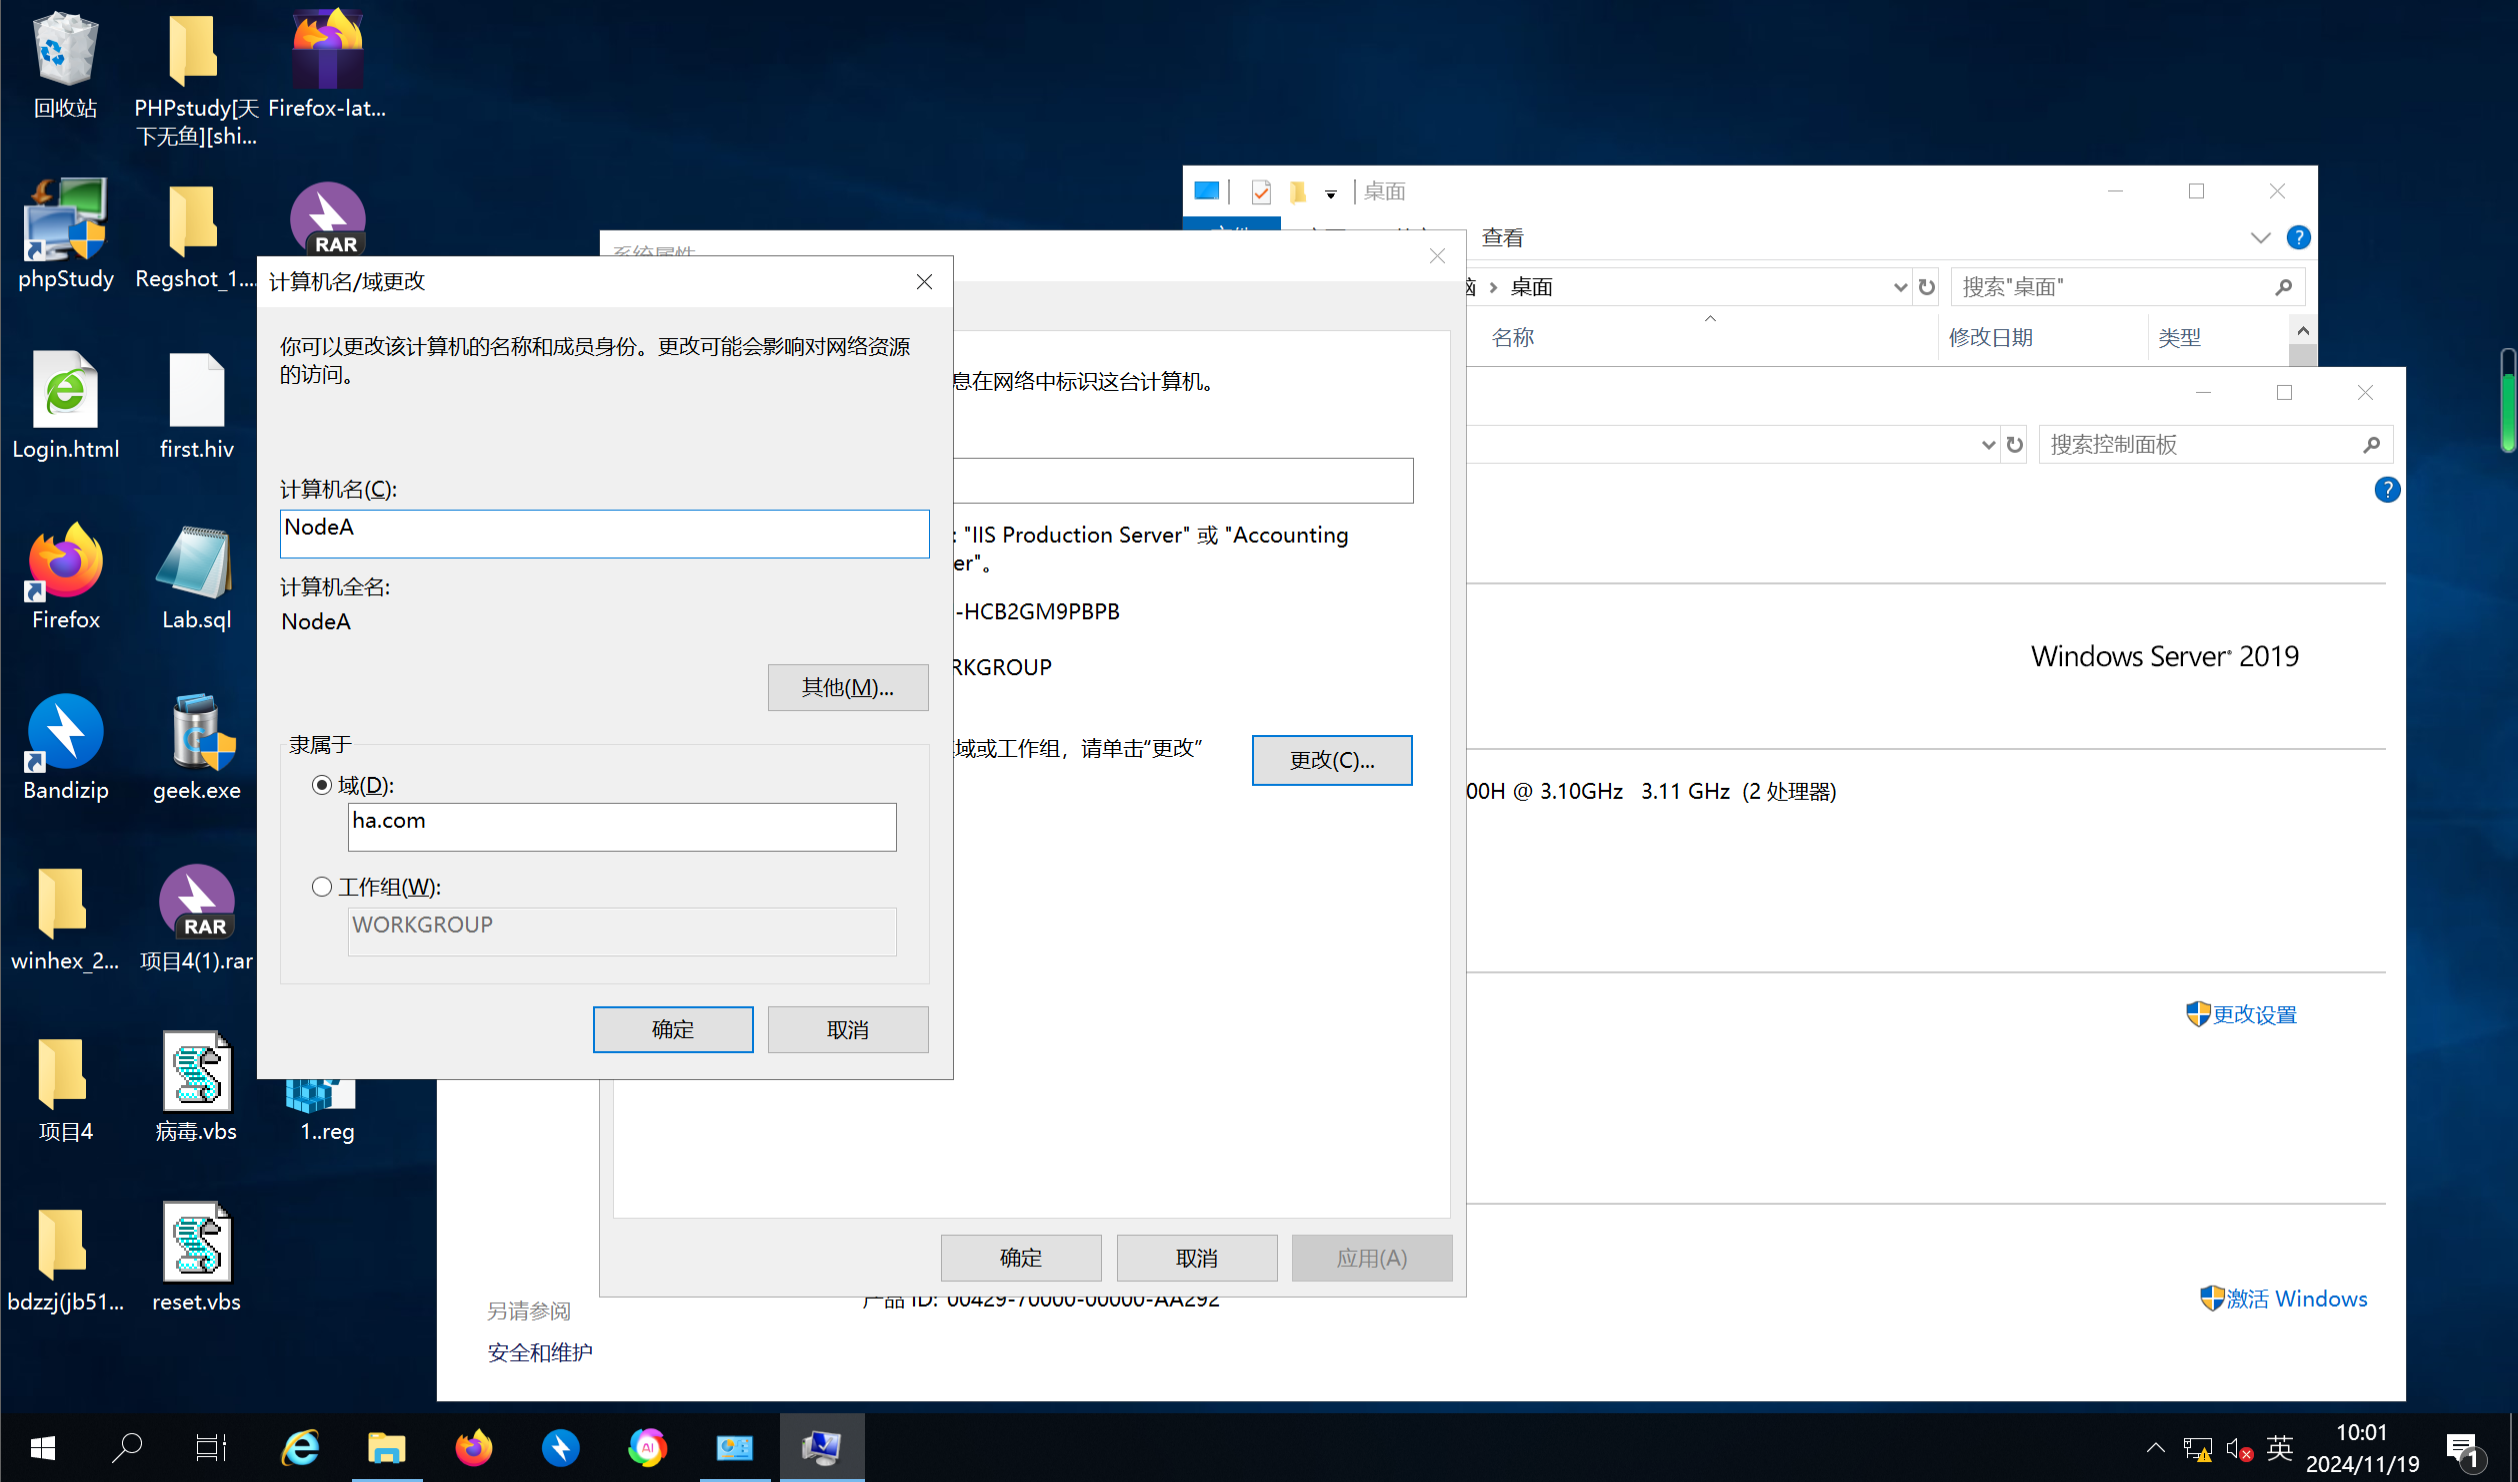 回收站
PHPstudy[天
下无鱼][shi...
Firefox-lat...
phpStudy
Regshot_1....
RAR
Login.html
first.hiv
Firefox
Lab.sql
Bandizip
geek.exe
winhex_2...
RAR
项目4(1).rar
项目4
病毒.vbs
1..reg
bdzzj(jb51...
reset.vbs
桌面
查看
桌面
搜索"桌面"
名称
修改日期
类型
系统属性
计算机名/域更改
你可以更改该计算机的名称和成员身份。更改可能会影响对网络资源
的访问。
计算机名(C):
NodeA
计算机全名:
NodeA
其他(M)...
隶属于
域(D):
ha.com
工作组(W):
WORKGROUP
确定
取消
息在网络中标识这台计算机。
: "IIS Production Server" 或 "Accounting
er"。
-HCB2GM9PBPB
RKGROUP
域或工作组，请单击“更改”
更改(C)...
确定
取消
应用(A)
搜索控制面板
Windows Server 2019
00H @ 3.10GHz 3.11 GHz (2 处理器)
更改设置
产品 ID: 00429-70000-00000-AA292
激活 Windows
另请参阅
安全和维护
AI
英
10:01
2024/11/19
1